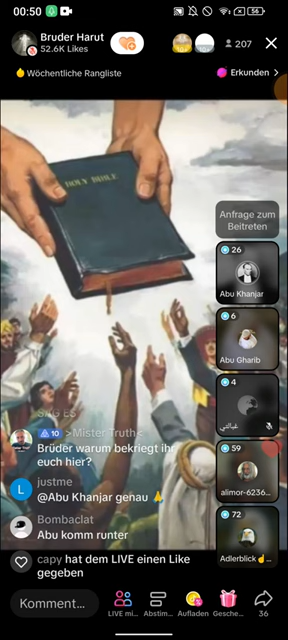 00:50
56
Bruder Harut
52.6K Likes
207
Wöchentliche Rangliste
Erkunden >
HOLY BIBLE
Anfrage zum
Beitreten
26
Abu Khanjar
6
Abu Gharib
4
59
alimor-6236...
72
Adlerblick☝️...
SAG ES
10 >Mister Truth<
Brüder warum bekriegt ihr
euch hier?
justme
@Abu Khanjar genau 🙏
Bombaclat
Abu komm runter
capy hat dem LIVE einen Like
gegeben
Komment...
LIVE mi...
Abstim...
Aufladen
Gesche...
36